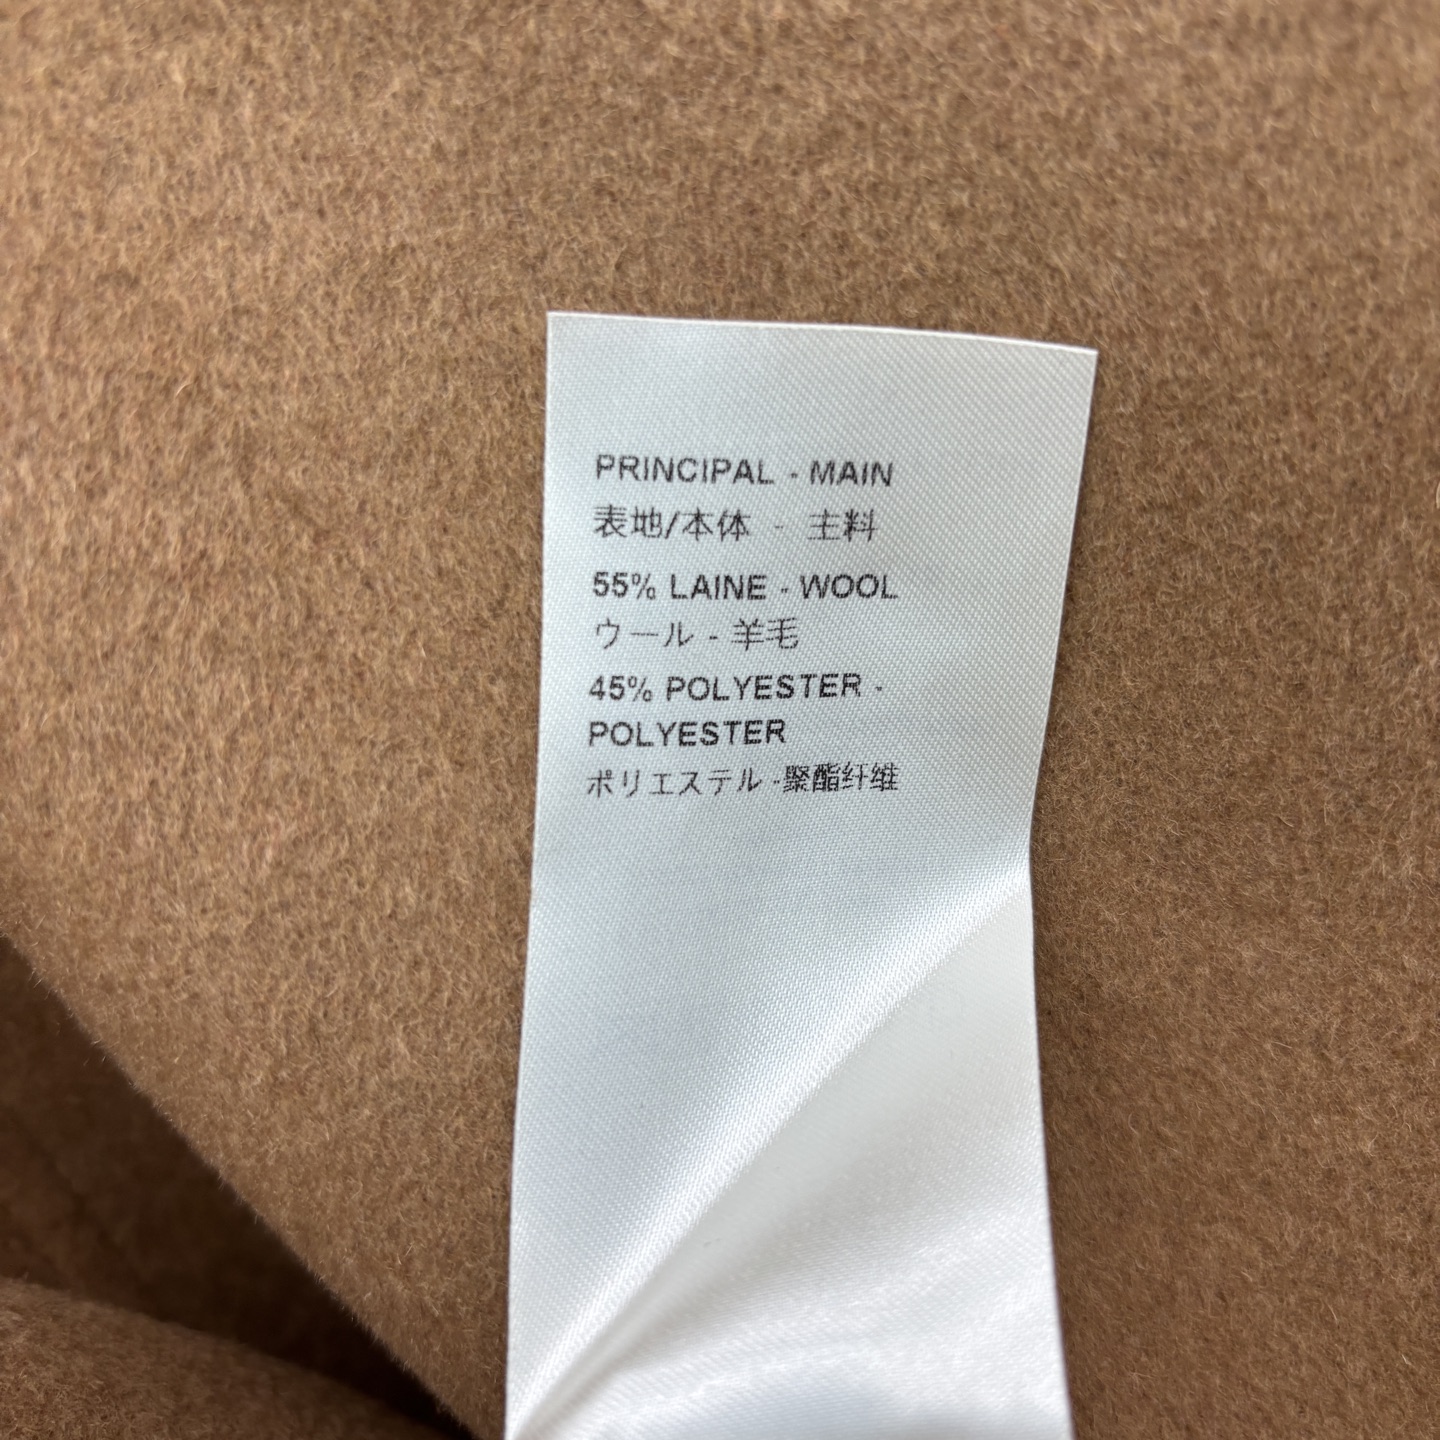 PRINCIPAL - MAIN
表地/本体 - 主料
55% LAINE - WOOL
ウール - 羊毛
45% POLYESTER -
POLYESTER
ポリエステル -聚酯纤维